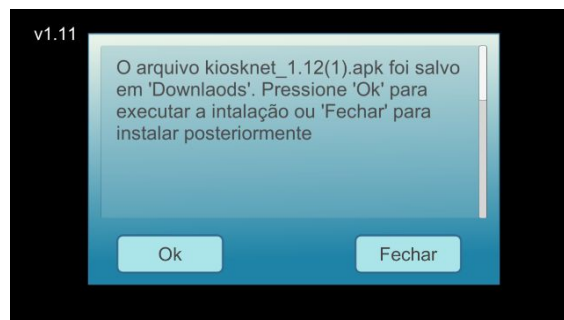 v1.11
O arquivo kiosknet_1.12(1).apk foi salvo
em 'Downlaods'. Pressione 'Ok' para
executar a intalação ou 'Fechar' para
instalar posteriormente
Ok
Fechar